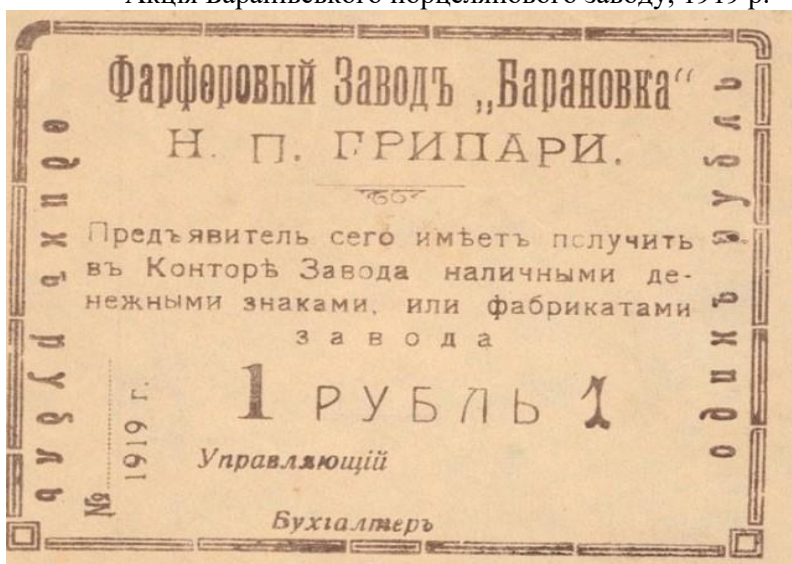 Акція Баранівського порцелянового заводу, 1919 р.
Фарфоровый Заводъ „Барановка“
Н. П. ГРИПАРИ.
Предъявитель сего имѣетъ получить
въ Конторѣ Завода наличными де-
нежными знаками, или фабрикатами
завода
1 РУБЛЬ 1
Управляющій
Бухгалтеръ
№ 1919 г.
одинъ рубль
одинъ рубль